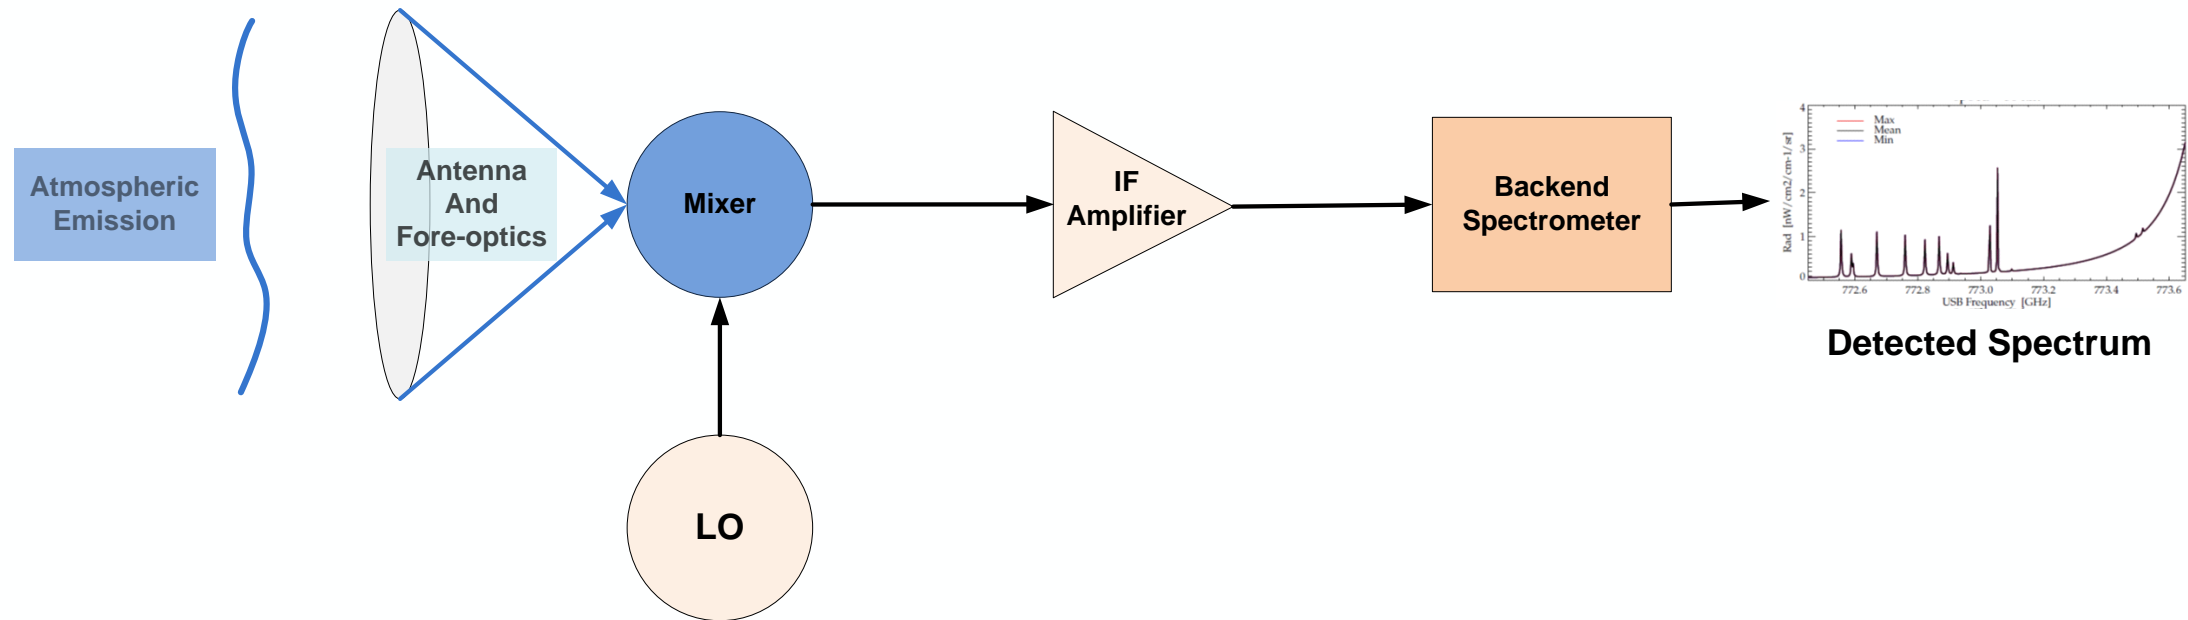 Atmospheric
Emission
Antenna
And
Fore-optics
Mixer
LO
IF
Amplifier
Backend
Spectrometer
4
3
2
1
0
Rad [nW/cm2/cm-1/sr]
Max
Mean
Min
772.6 772.8 773.0 773.2 773.4 773.6
USB Frequency [GHz]
Detected Spectrum